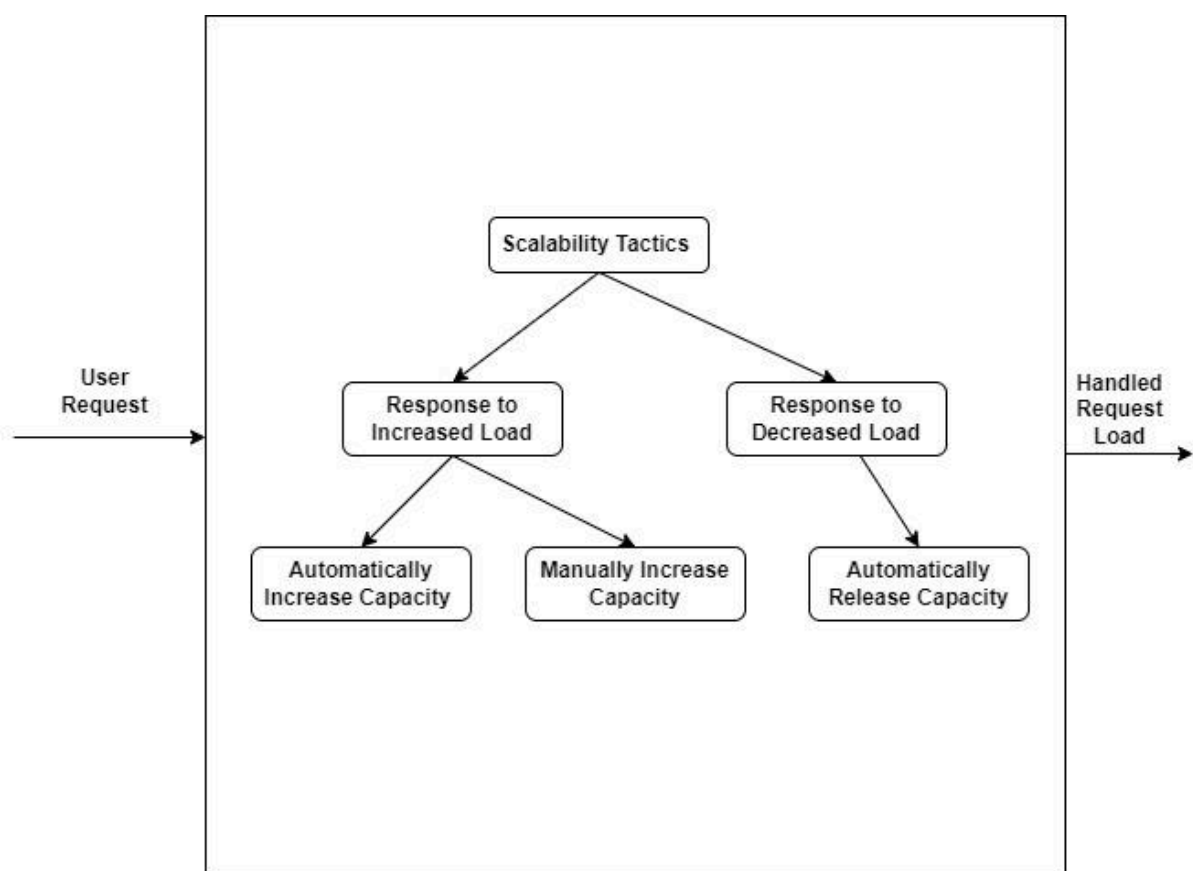 Scalability Tactics
User
Request
Response to
Increased Load
Response to
Decreased Load
Handled
Request
Load
Automatically
Increase Capacity
Manually Increase
Capacity
Automatically
Release Capacity